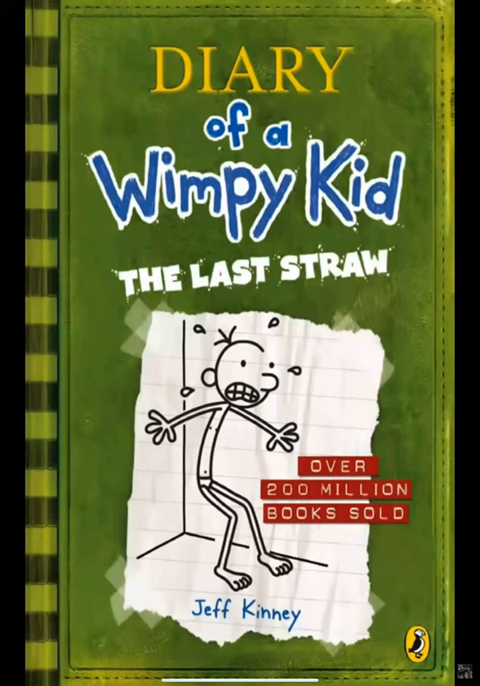 DIARY
of a
Wimpy Kid
THE LAST STRAW
OVER
200 MILLION
BOOKS SOLD
Jeff Kinney